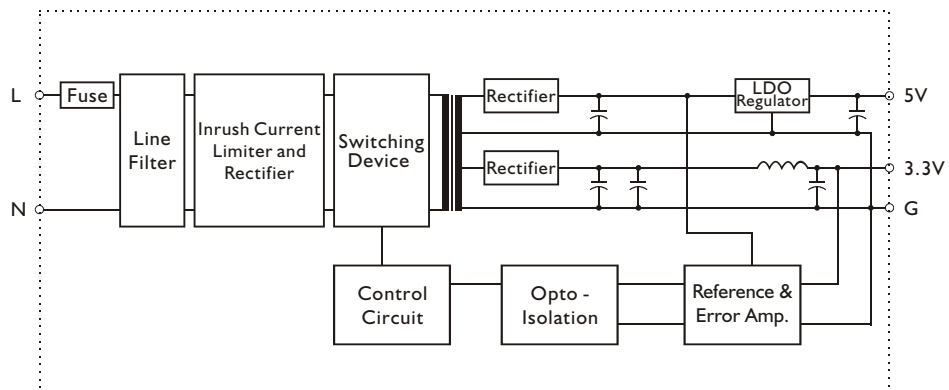 L
Fuse
Line
Filter
Inrush Current
Limiter and
Rectifier
Switching
Device
Rectifier
LDO
Regulator
5V
Rectifier
3.3V
N
G
Control
Circuit
Opto -
Isolation
Reference &
Error Amp.